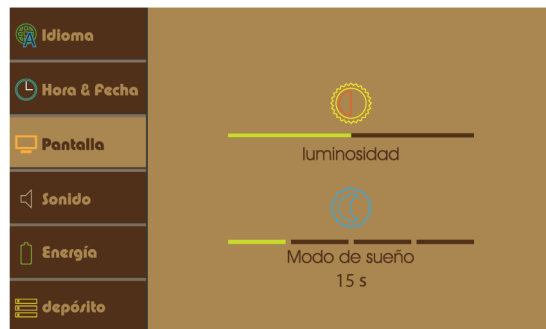 Idioma
Hora & Fecha
Pantalla
Sonido
Energía
depósito
luminosidad
Modo de sueño
15 s